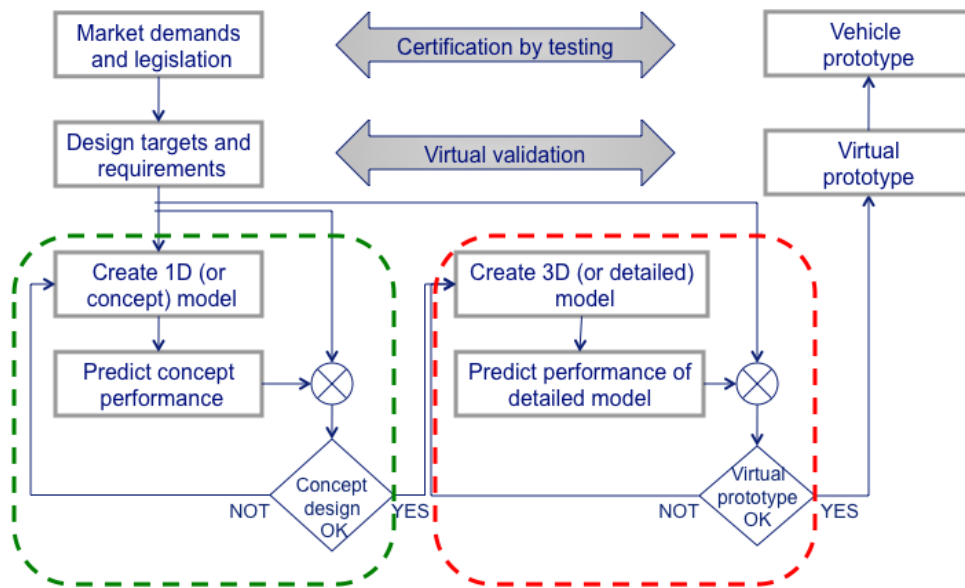 Market demands
and legislation
Certification by testing
Vehicle
prototype
Design targets and
requirements
Virtual validation
Virtual
prototype
Create 1D (or
concept) model
Create 3D (or detailed)
model
Predict concept
performance
Predict performance of
detailed model
Concept
design
OK
NOT
YES
Virtual
prototype
OK
NOT
YES